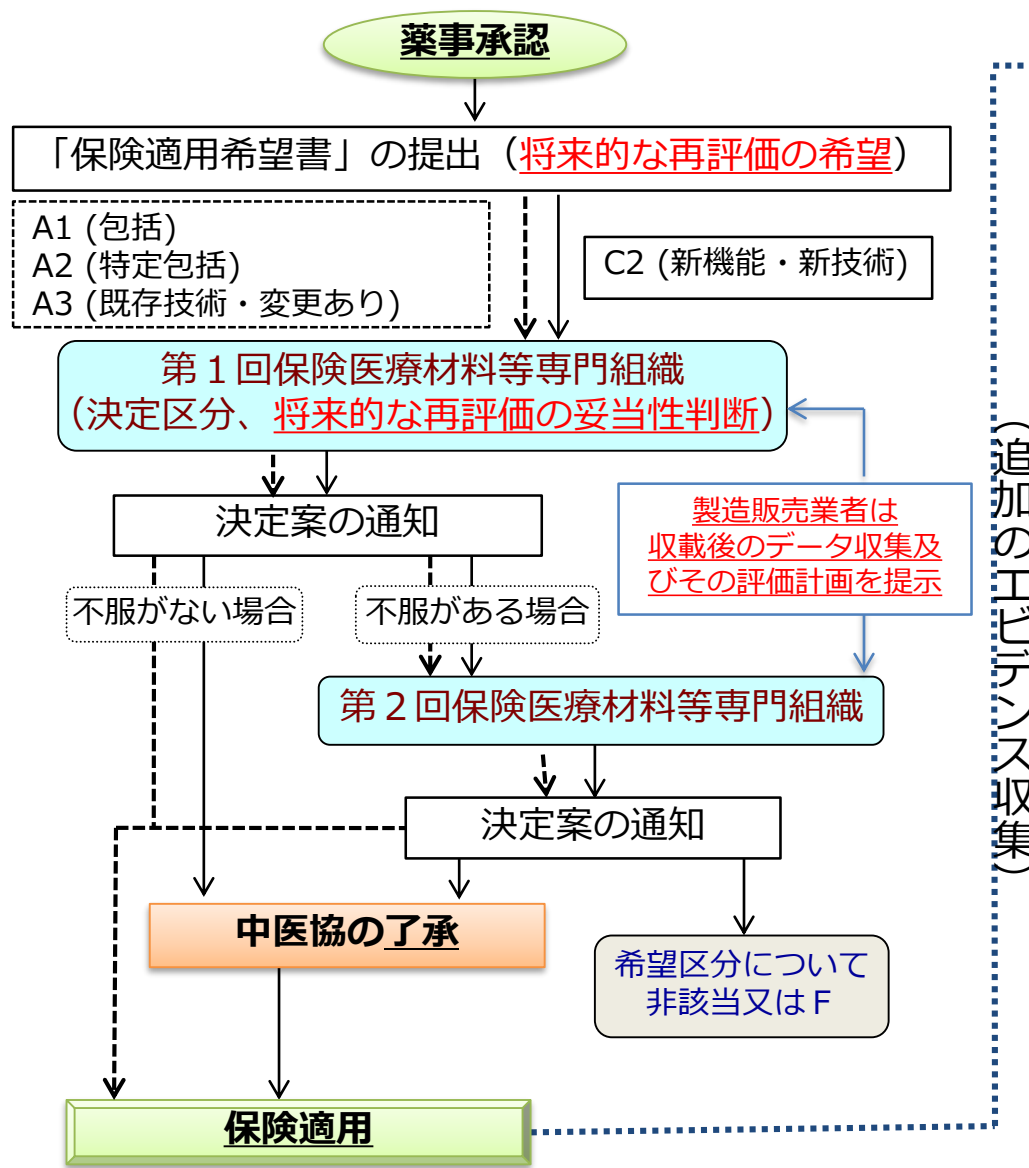 薬事承認
「保険適用希望書」の提出（将来的な再評価の希望）
A1 (包括)
A2 (特定包括)
A3 (既存技術・変更あり)
C2 (新機能・新技術)
第１回保険医療材料等専門組織
（決定区分、将来的な再評価の妥当性判断）
決定案の通知
製造販売業者は
収載後のデータ収集及
びその評価計画を提示
不服がない場合
不服がある場合
第２回保険医療材料等専門組織
決定案の通知
中医協の了承
希望区分について
非該当又はＦ
保険適用
（追加のエビデンス収集）